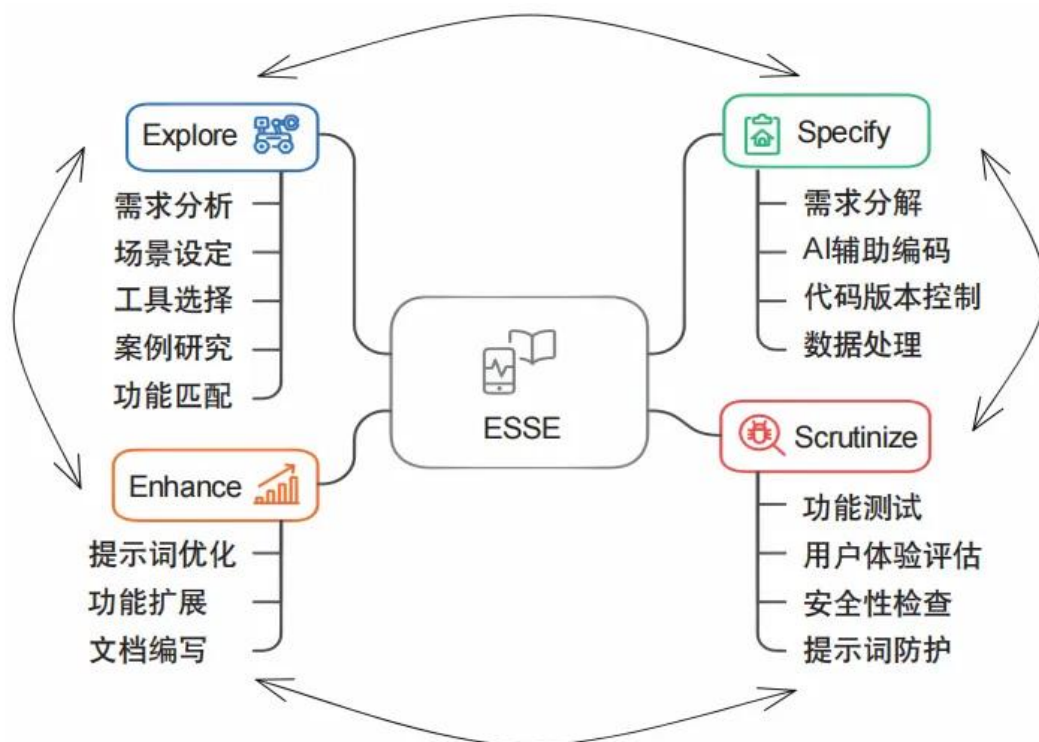 Explore
需求分析
场景设定
工具选择
案例研究
功能匹配
Specify
需求分解
AI辅助编码
代码版本控制
数据处理
ESSE
Enhance
提示词优化
功能扩展
文档编写
Scrutinize
功能测试
用户体验评估
安全性检查
提示词防护